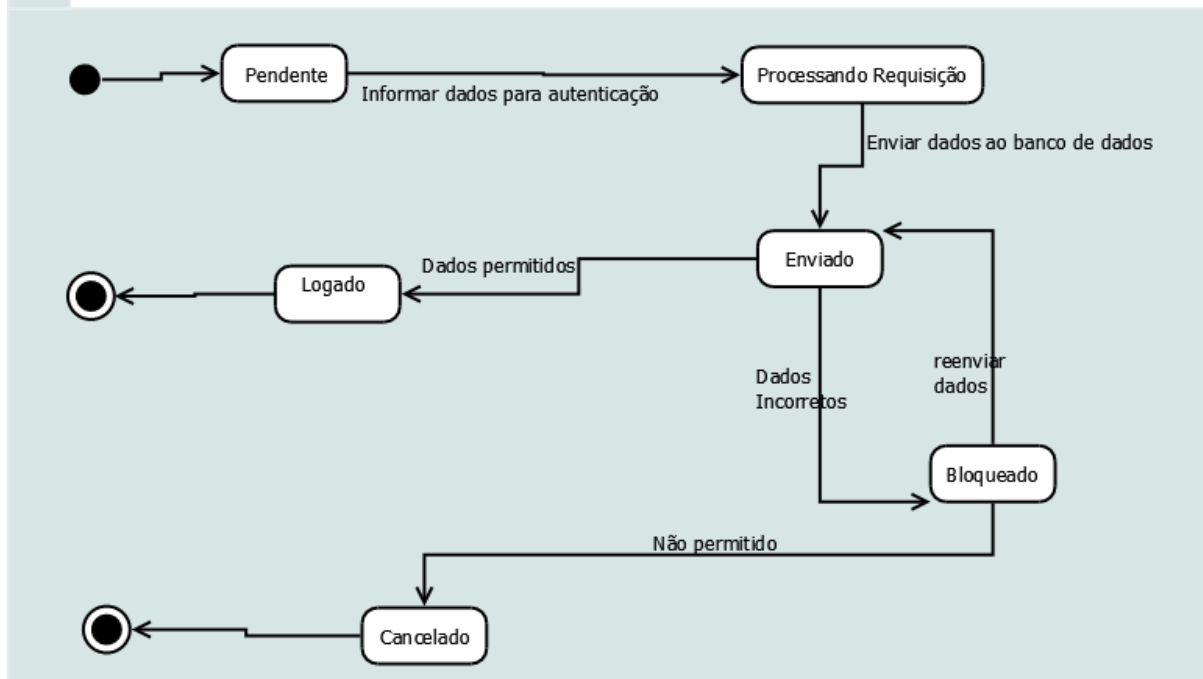 Pendente
Processando Requisição
Informar dados para autenticação
Enviar dados ao banco de dados
Enviado
Dados permitidos
Logado
Dados
Incorretos
reenviar
dados
Bloqueado
Não permitido
Cancelado